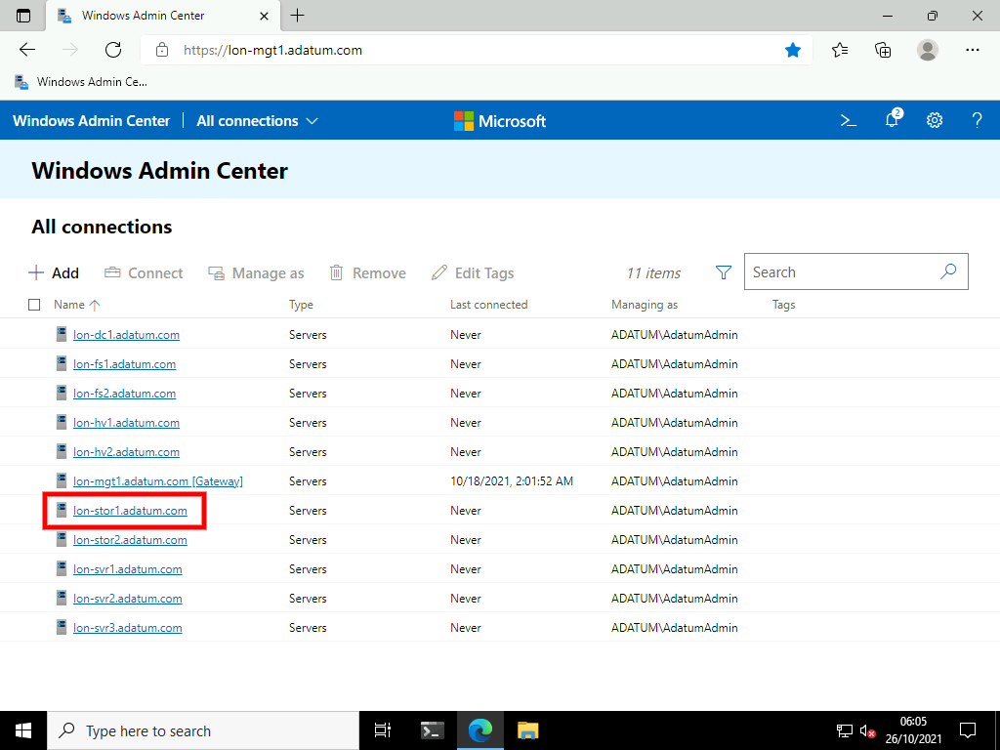 Windows Admin Center
https://lon-mgt1.adatum.com
Windows Admin Ce...
Windows Admin Center All connections Microsoft 2
Windows Admin Center
All connections
Add Connect Manage as Remove Edit Tags 11 items Search
Name Type Last connected Managing as Tags
lon-dc1.adatum.com Servers Never ADATUM\AdatumAdmin
lon-fs1.adatum.com Servers Never ADATUM\AdatumAdmin
lon-fs2.adatum.com Servers Never ADATUM\AdatumAdmin
lon-hv1.adatum.com Servers Never ADATUM\AdatumAdmin
lon-hv2.adatum.com Servers Never ADATUM\AdatumAdmin
lon-mgt1.adatum.com [Gateway] Servers 10/18/2021, 2:01:52 AM ADATUM\AdatumAdmin
lon-stor1.adatum.com Servers Never ADATUM\AdatumAdmin
lon-stor2.adatum.com Servers Never ADATUM\AdatumAdmin
lon-svr1.adatum.com Servers Never ADATUM\AdatumAdmin
lon-svr2.adatum.com Servers Never ADATUM\AdatumAdmin
lon-svr3.adatum.com Servers Never ADATUM\AdatumAdmin
Type here to search
06:05
26/10/2021